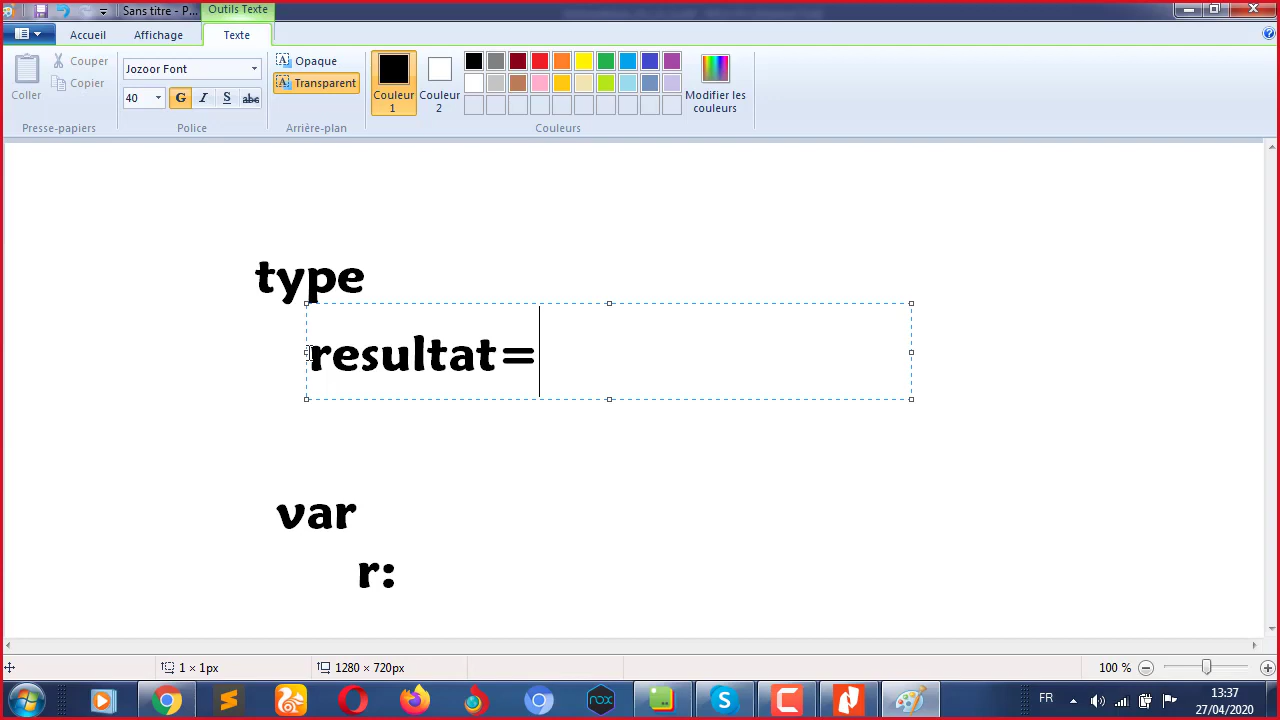 Sans titre - P...
Outils Texte
Accueil
Affichage
Texte
Coller
Couper
Copier
Presse-papiers
Jozoor Font
40
G
I
S
abc
Police
Opaque
Transparent
Arrière-plan
Couleur 1
Couleur 2
Modifier les couleurs
Couleurs
type
resultat=
var
r:
1 × 1px
1280 × 720px
100 %
nox
FR
13:37
27/04/2020